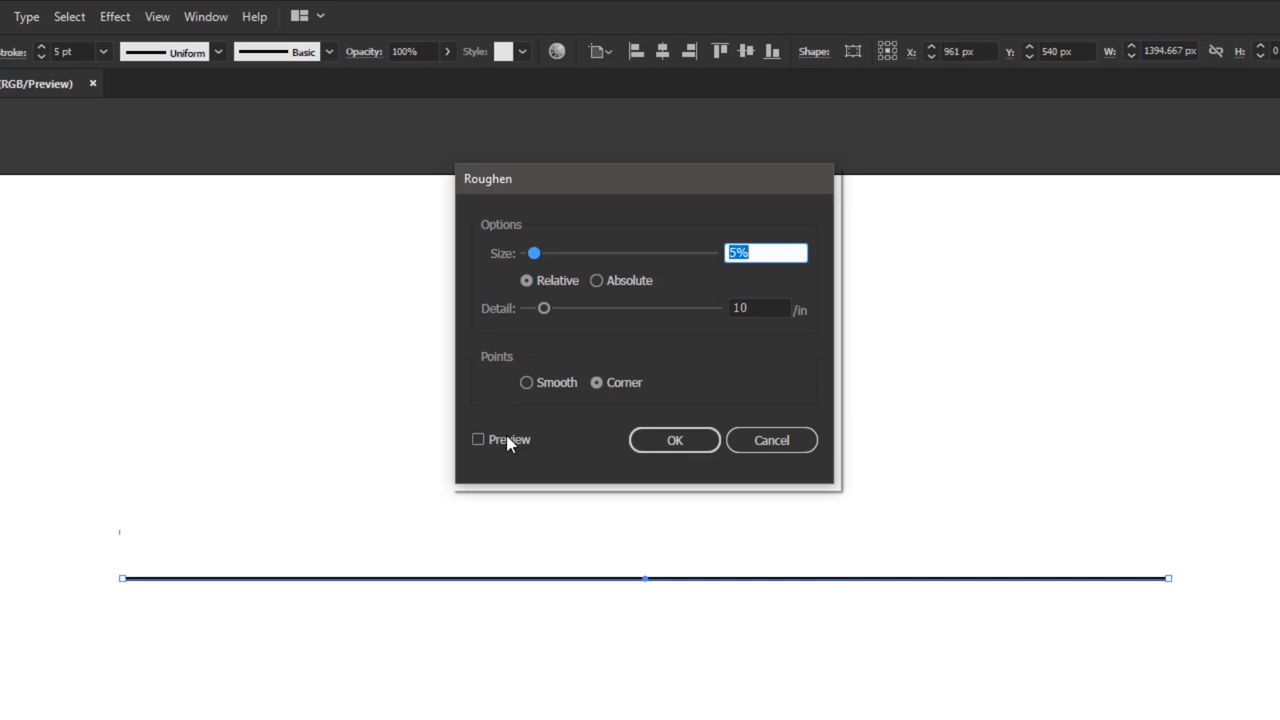 Type Select Effect View Window Help
Stroke: 5 pt Uniform Basic Opacity: 100% Style: Shape: X: 961 px Y: 540 px W: 1394.667 px H: 0
(RGB/Preview) ×
Roughen
Options
Size: 5%
Relative Absolute
Detail: 10 /in
Points
Smooth Corner
Preview OK Cancel